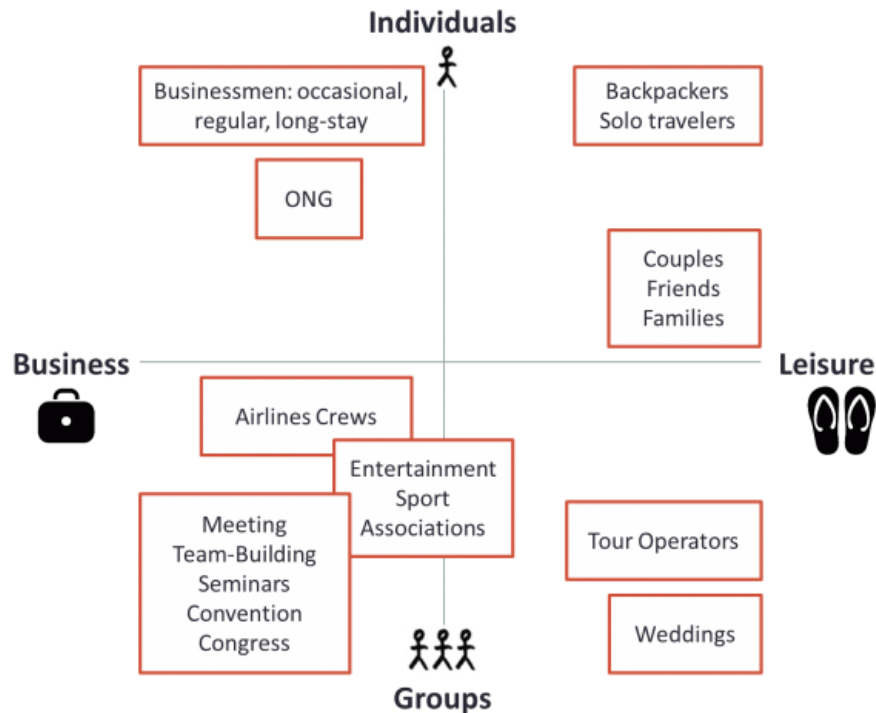 Individuals
Businessmen: occasional,
regular, long-stay
Backpackers
Solo travelers
ONG
Couples
Friends
Families
Business
Leisure
Airlines Crews
Entertainment
Sport
Associations
Meeting
Team-Building
Seminars
Convention
Congress
Tour Operators
Weddings
Groups